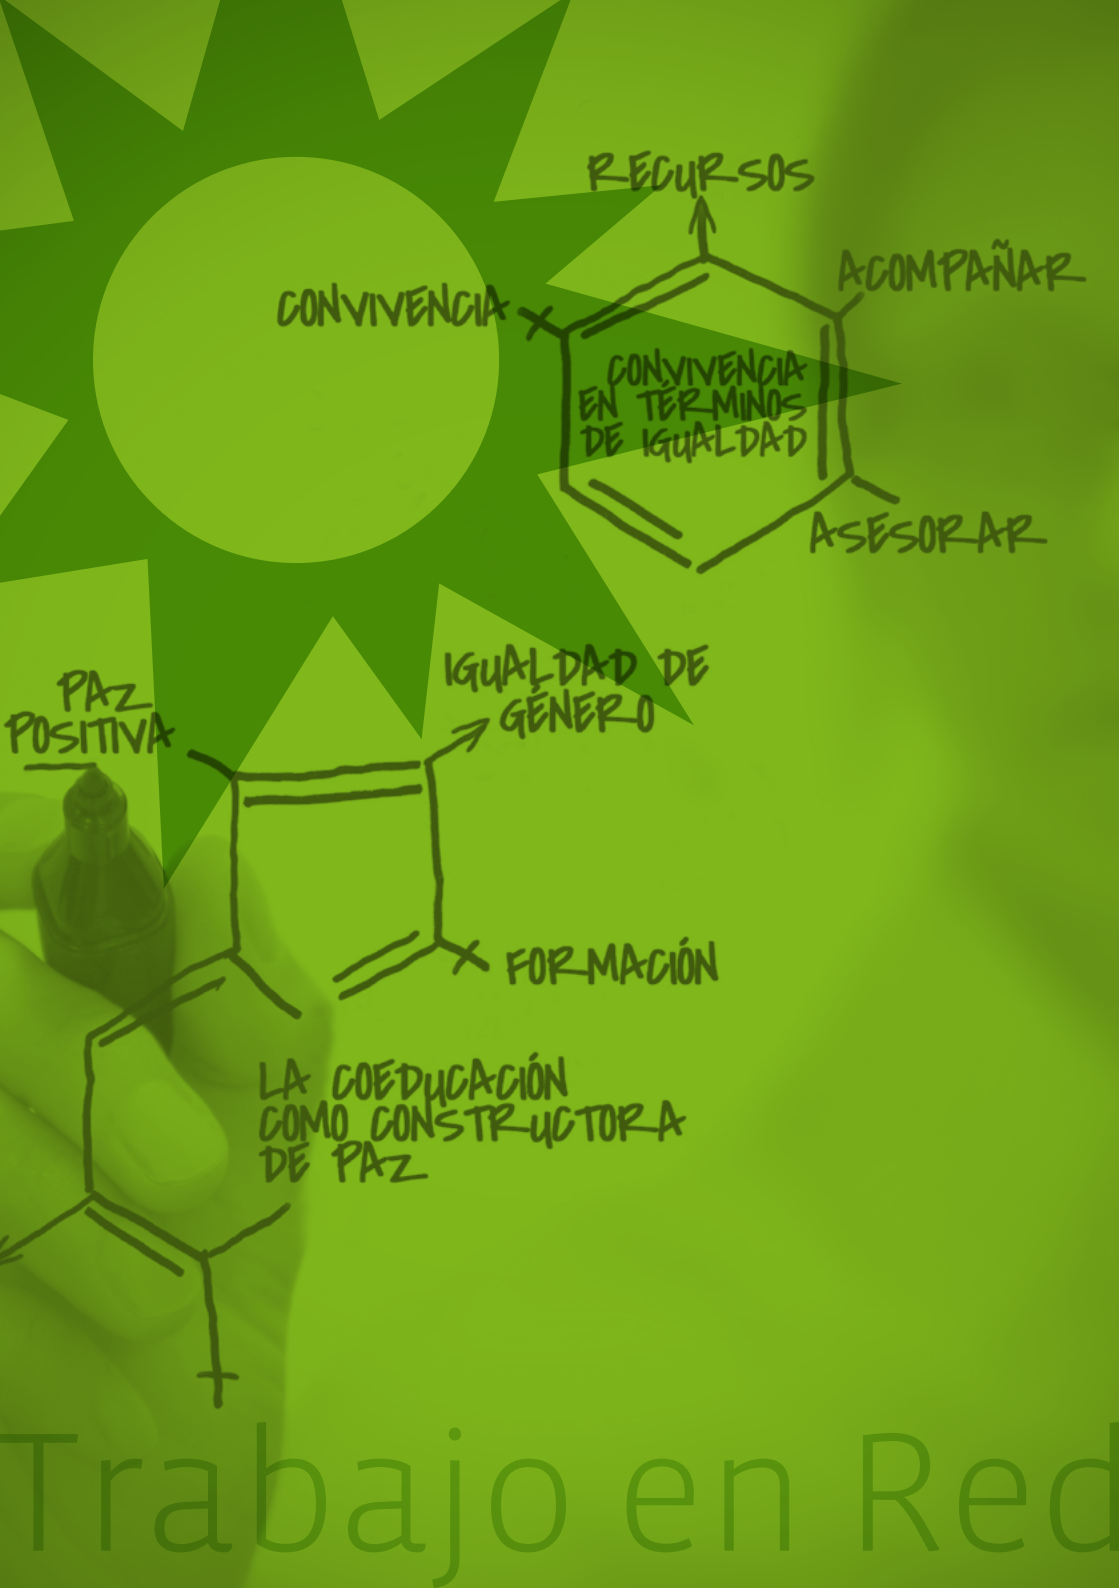 RECURSOS
ACOMPAÑAR
CONVIVENCIA
CONVIVENCIA
EN TÉRMINOS
DE IGUALDAD
ASESORAR
IGUALDAD DE
GÉNERO
PAZ
POSITIVA
FORMACIÓN
LA COEDUCACIÓN
COMO CONSTRUCTORA
DE PAZ
Trabajo en Red